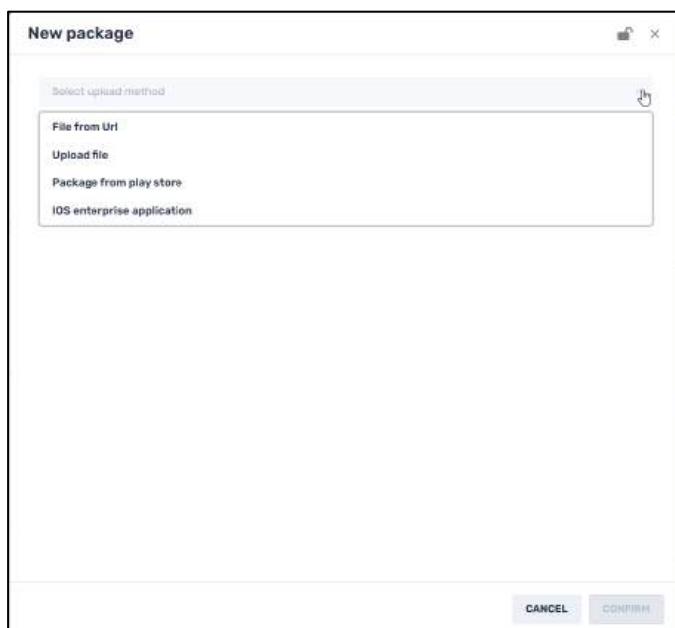 New package
Select upload method
File from Url
Upload file
Package from play store
IOS enterprise application
CANCEL
CONFIRM